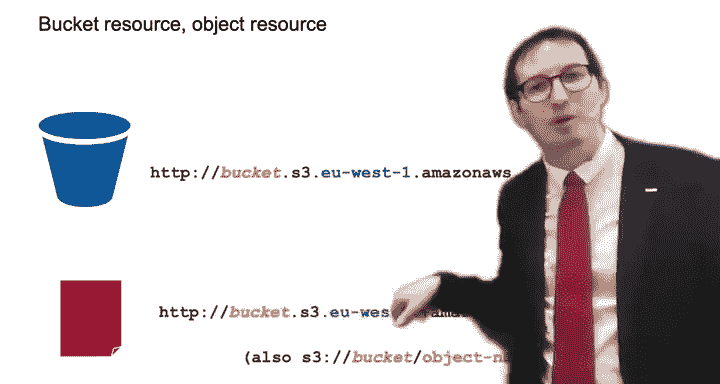 Bucket resource, object resource
http://bucket.s3.eu-west-1.amazonaws
http://bucket.s3.eu-wes
(also s3://bucket/object-n